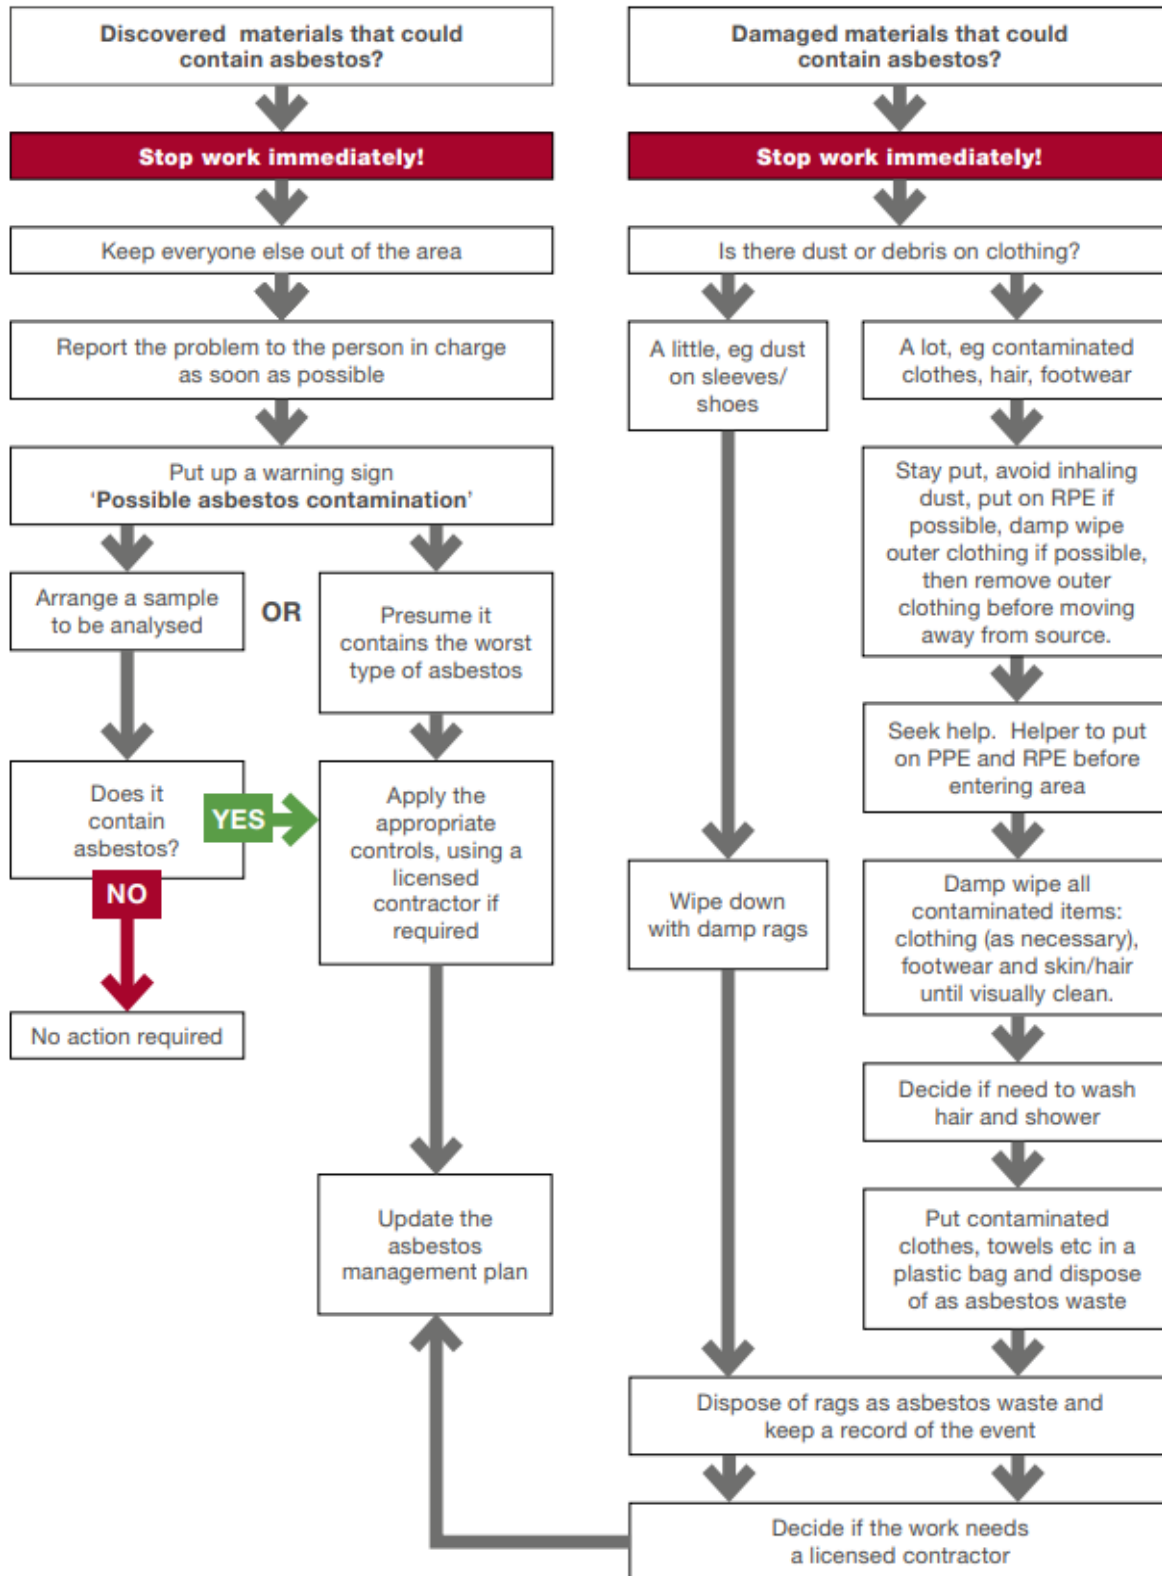 Discovered materials that could
contain asbestos?
Stop work immediately!
Keep everyone else out of the area
Report the problem to the person in charge
as soon as possible
Put up a warning sign
‘Possible asbestos contamination’
Arrange a sample
to be analysed
OR
Presume it
contains the worst
type of asbestos
Does it
contain
asbestos?
YES
NO
Apply the
appropriate
controls, using a
licensed
contractor if
required
No action required
Update the
asbestos
management plan
Damaged materials that could
contain asbestos?
Stop work immediately!
Is there dust or debris on clothing?
A little, eg dust
on sleeves/
shoes
Wipe down
with damp rags
A lot, eg contaminated
clothes, hair, footwear
Stay put, avoid inhaling
dust, put on RPE if
possible, damp wipe
outer clothing if possible,
then remove outer
clothing before moving
away from source.
Seek help.  Helper to put
on PPE and RPE before
entering area
Damp wipe all
contaminated items:
clothing (as necessary),
footwear and skin/hair
until visually clean.
Decide if need to wash
hair and shower
Put contaminated
clothes, towels etc in a
plastic bag and dispose
of as asbestos waste
Dispose of rags as asbestos waste and
keep a record of the event
Decide if the work needs
a licensed contractor